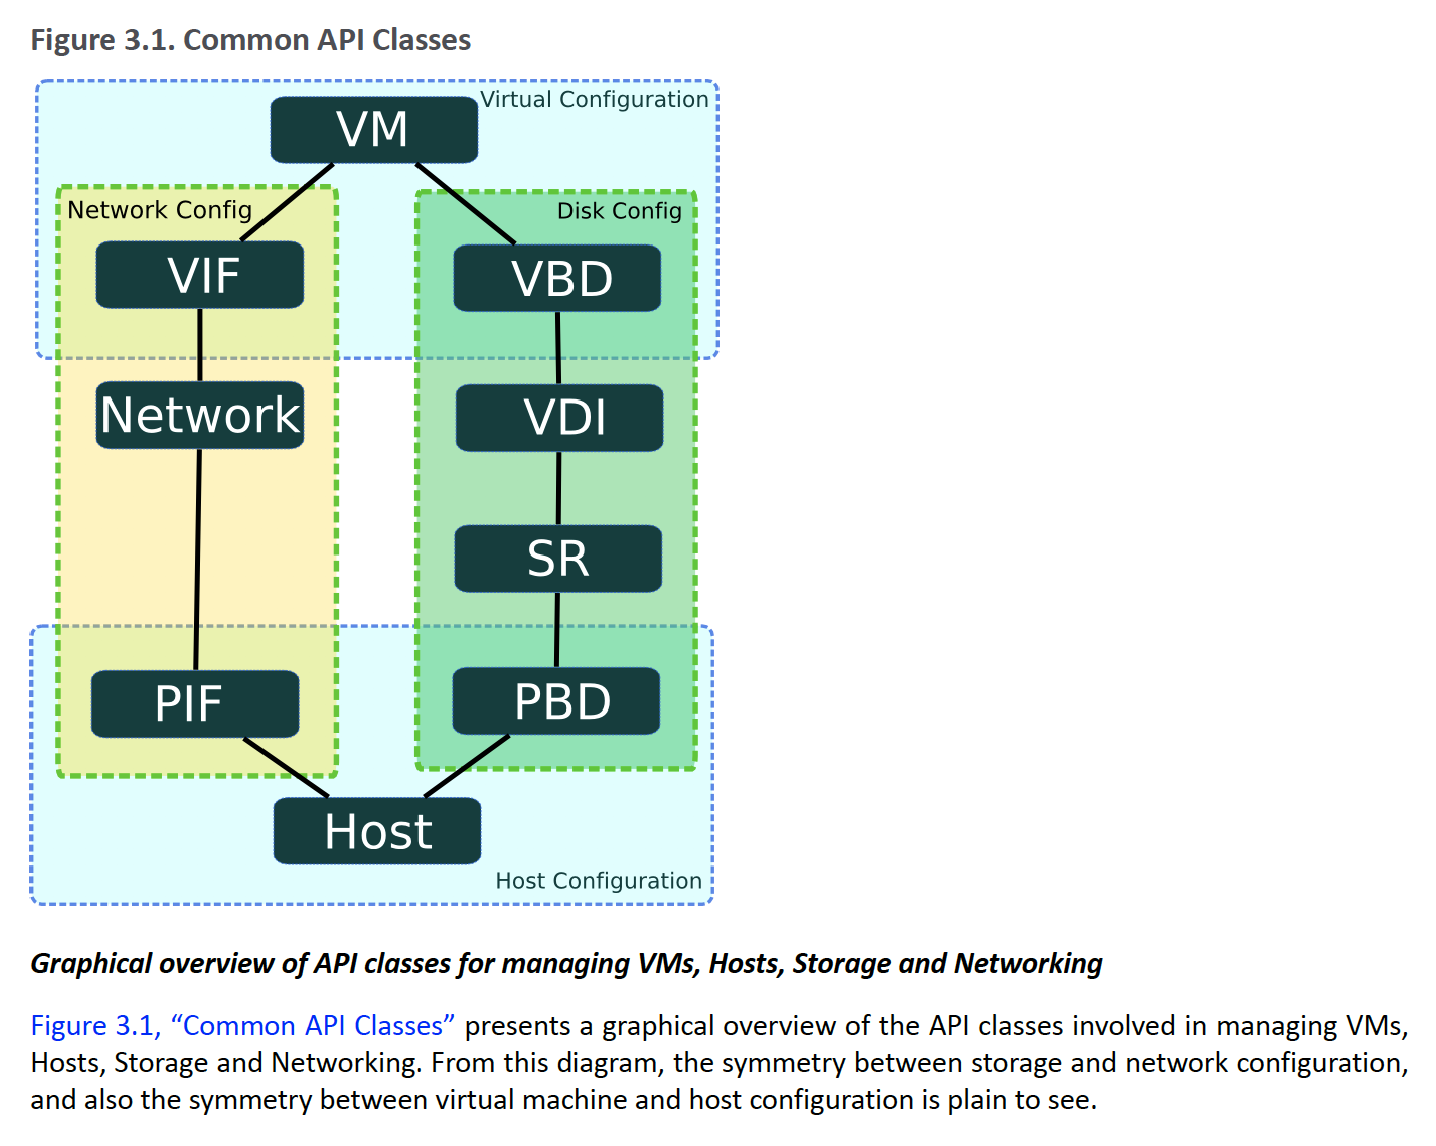 Figure 3.1. Common API Classes
Virtual Configuration
VM
Network Config
Disk Config
VIF
VBD
Network
VDI
SR
PIF
PBD
Host
Host Configuration
Graphical overview of API classes for managing VMs, Hosts, Storage and Networking
Figure 3.1, “Common API Classes” presents a graphical overview of the API classes involved in managing VMs,
Hosts, Storage and Networking. From this diagram, the symmetry between storage and network configuration,
and also the symmetry between virtual machine and host configuration is plain to see.